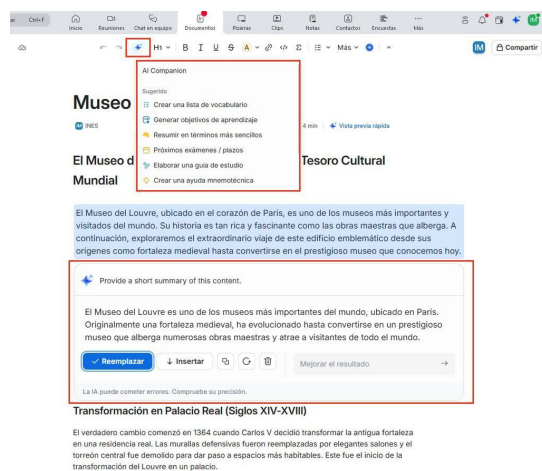 ar Ctrl+F
Inicio Reuniones Chat en equipo Documentos Pizarras Clips Notas Contactos Encuestas Más
H1 B I U S A Σ Más
IM Compartir
AI Companion
Sugerido
Crear una lista de vocabulario
Generar objetivos de aprendizaje
Resumir en términos más sencillos
Próximos exámenes / plazos
Elaborar una guía de estudio
Crear una ayuda mnemotécnica
Museo
IM INES 4 min Vista previa rápida
El Museo d Tesoro Cultural
Mundial
El Museo del Louvre, ubicado en el corazón de París, es uno de los museos más importantes y
visitados del mundo. Su historia es tan rica y fascinante como las obras maestras que alberga. A
continuación, exploraremos el extraordinario viaje de este edificio emblemático desde sus
orígenes como fortaleza medieval hasta convertirse en el prestigioso museo que conocemos hoy.
Provide a short summary of this content.
El Museo del Louvre es uno de los museos más importantes del mundo, ubicado en París.
Originalmente una fortaleza medieval, ha evolucionado hasta convertirse en un prestigioso
museo que alberga numerosas obras maestras y atrae a visitantes de todo el mundo.
Reemplazar Insertar Mejorar el resultado
La IA puede cometer errores. Compruebe su precisión.
Transformación en Palacio Real (Siglos XIV-XVIII)
El verdadero cambio comenzó en 1364 cuando Carlos V decidió transformar la antigua fortaleza
en una residencia real. Las murallas defensivas fueron reemplazadas por elegantes salones y el
torreón central fue demolido para dar paso a espacios más habitables. Este fue el inicio de la
transformación del Louvre en un palacio.